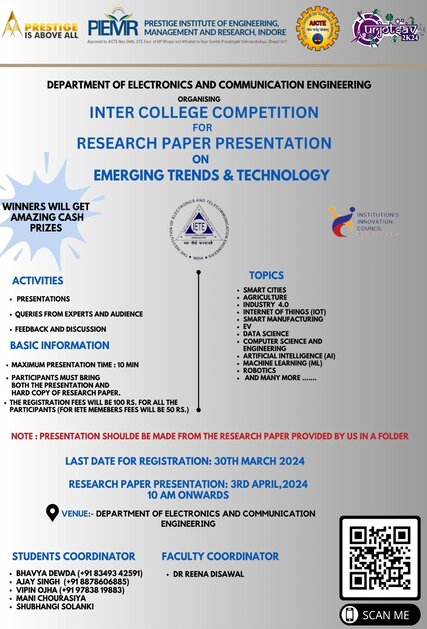 PRESTIGE
IS ABOVE ALL
PIEMR
PRESTIGE INSTITUTE OF ENGINEERING,
MANAGEMENT AND RESEARCH, INDORE
AICTE
2K24
DEPARTMENT OF ELECTRONICS AND COMMUNICATION ENGINEERING
ORGANISING
INTER COLLEGE COMPETITION
FOR
RESEARCH PAPER PRESENTATION
ON
EMERGING TRENDS & TECHNOLOGY
WINNERS WILL GET
AMAZING CASH
PRIZES
IETE
INSTITUTION'S
INNOVATION
COUNCIL
ACTIVITIES
• PRESENTATIONS
• QUERIES FROM EXPERTS AND AUDIENCE
• FEEDBACK AND DISCUSSION
BASIC INFORMATION
• MAXIMUM PRESENTATION TIME : 10 MIN
• PARTICIPANTS MUST BRING
BOTH THE PRESENTATION AND
HARD COPY OF RESEARCH PAPER.
• THE REGISTRATION FEES WILL BE 100 RS. FOR ALL THE
PARTICIPANTS (FOR IETE MEMEBERS FEES WILL BE 50 RS.)
TOPICS
• SMART CITIES
• AGRICULTURE
• INDUSTRY 4.0
• INTERNET OF THINGS (IOT)
• SMART MANUFACTURING
• EV
• DATA SCIENCE
• COMPUTER SCIENCE AND
ENGINEERING
• ARTIFICIAL INTELLIGENCE (AI)
• MACHINE LEARNING (ML)
• ROBOTICS
• AND MANY MORE .......
NOTE : PRESENTATION SHOULDE BE MADE FROM THE RESEARCH PAPER PROVIDED BY US IN A FOLDER
LAST DATE FOR REGISTRATION: 30TH MARCH 2024
RESEARCH PAPER PRESENTATION: 3RD APRIL,2024
10 AM ONWARDS
VENUE:- DEPARTMENT OF ELECTRONICS AND COMMUNICATION
ENGINEERING
STUDENTS COORDINATOR
• BHAVYA DEWDA (+91 83493 42591)
• AJAY SINGH (+91 8878606885)
• VIPIN OJHA (+91 97838 19883)
• MANI CHOURASIYA
• SHUBHANGI SOLANKI
FACULTY COORDINATOR
• DR REENA DISAWAL
SCAN ME